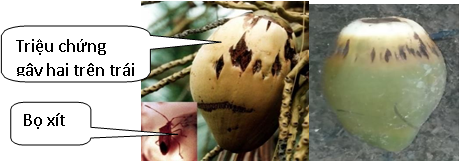 Triệu chứng
gây hại trên trái
Bọ xít